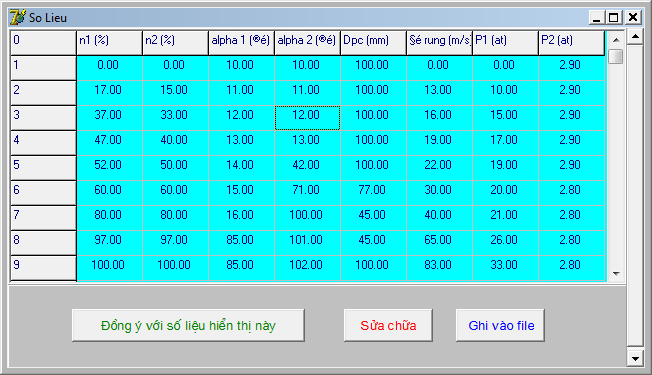 So Lieu
0 n1 (%) n2 (%) alpha 1 (®é) alpha 2 (®é) Dpc (mm) §é rung (m/s) P1 (at) P2 (at)
1 0.00 0.00 10.00 10.00 100.00 0.00 0.00 2.90
2 17.00 15.00 11.00 11.00 100.00 13.00 10.00 2.90
3 37.00 33.00 12.00 12.00 100.00 16.00 15.00 2.90
4 47.00 40.00 13.00 13.00 100.00 19.00 17.00 2.90
5 52.00 50.00 14.00 42.00 100.00 22.00 19.00 2.90
6 60.00 60.00 15.00 71.00 77.00 30.00 20.00 2.80
7 80.00 80.00 16.00 100.00 45.00 40.00 21.00 2.80
8 97.00 97.00 85.00 101.00 45.00 65.00 26.00 2.80
9 100.00 100.00 85.00 102.00 100.00 83.00 33.00 2.80
Đồng ý với số liệu hiển thị này Sửa chữa Ghi vào file